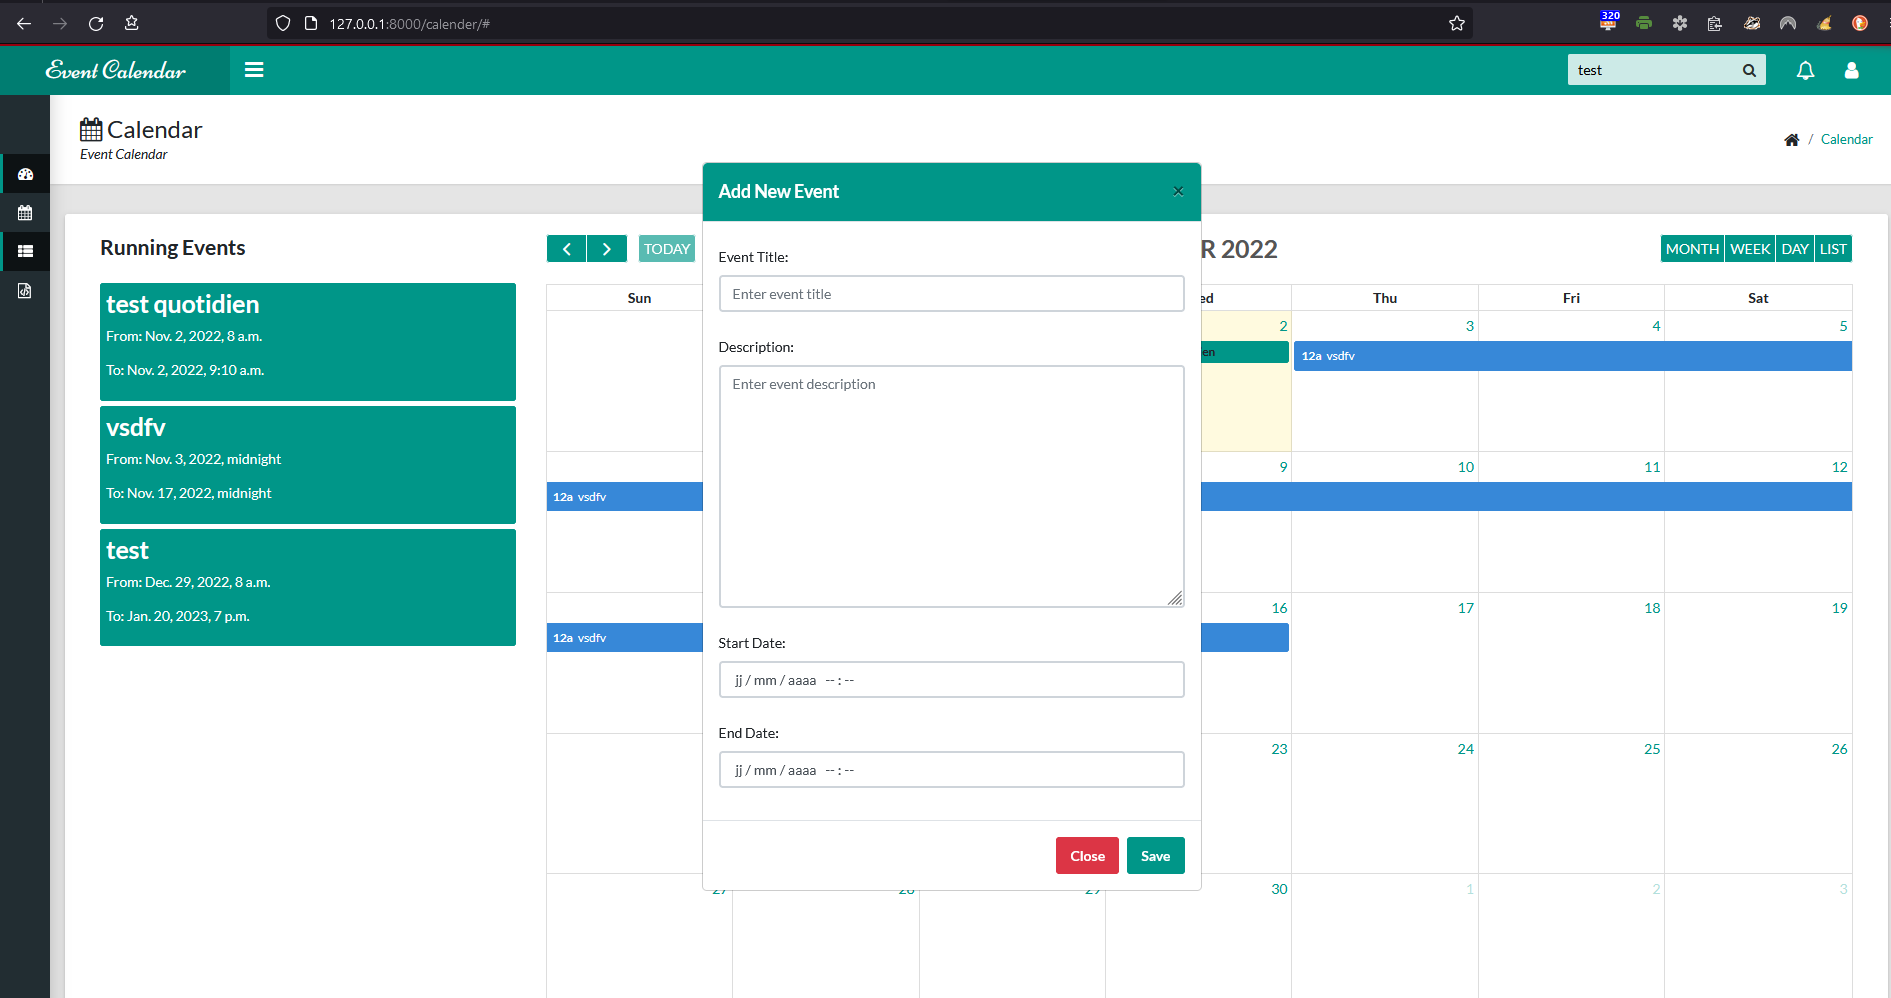 127.0.0.1:8000/calender/#
320
Event Calendar
test
Calendar
Event Calendar
/ Calendar
Running Events
test quotidien
From: Nov. 2, 2022, 8 a.m.
To: Nov. 2, 2022, 9:10 a.m.
vsdfv
From: Nov. 3, 2022, midnight
To: Nov. 17, 2022, midnight
test
From: Dec. 29, 2022, 8 a.m.
To: Jan. 20, 2023, 7 p.m.
TODAY
R 2022
MONTH WEEK DAY LIST
Sun
ed
Thu
Fri
Sat
2 3 4 5
en
12a vsdfv
9 10 11 12
12a vsdfv
16 17 18 19
12a vsdfv
23 24 25 26
27 28 29 30 1 2 3
Add New Event
×
Event Title:
Enter event title
Description:
Enter event description
Start Date:
jj / mm / aaaa -- : --
End Date:
jj / mm / aaaa -- : --
Close
Save